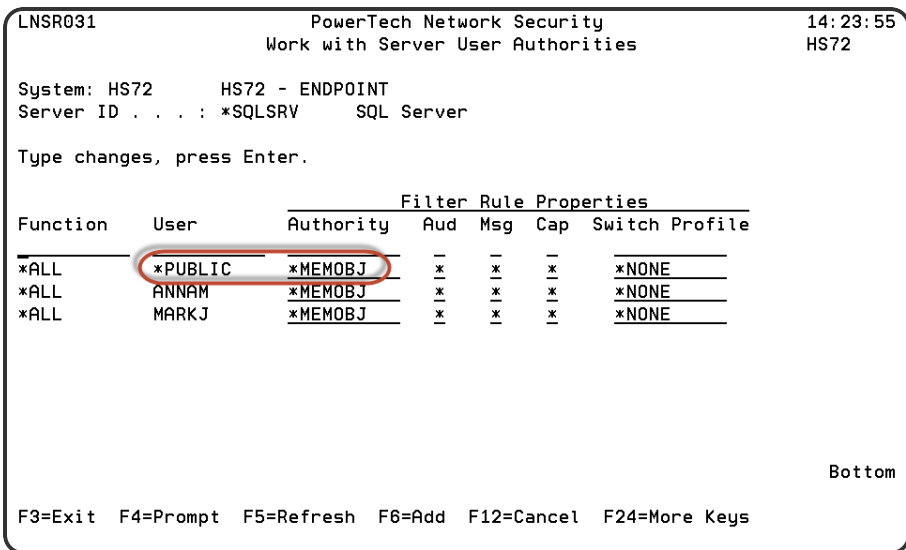 LNSR031 PowerTech Network Security 14:23:55
Work with Server User Authorities HS72
System: HS72 HS72 - ENDPOINT
Server ID . . . : *SQLSRV SQL Server
Type changes, press Enter.
Filter Rule Properties
Function User Authority Aud Msg Cap Switch Profile
*ALL *PUBLIC *MEMOBJ * * * *NONE
*ALL ANNAM *MEMOBJ * * * *NONE
*ALL MARKJ *MEMOBJ * * * *NONE
Bottom
F3=Exit F4=Prompt F5=Refresh F6=Add F12=Cancel F24=More Keys